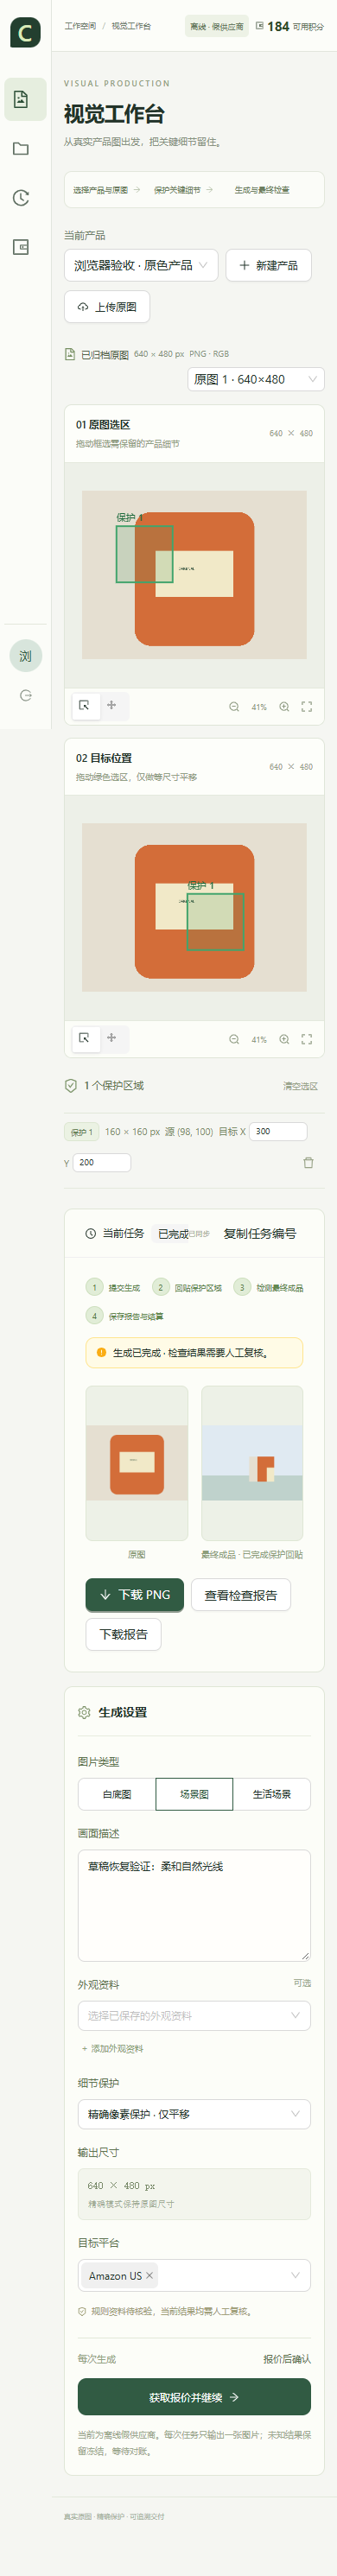 C
工作空间 / 视觉工作台
离线 · 假供应商
184 可用积分
VISUAL PRODUCTION
视觉工作台
从真实产品图出发，把关键细节留住。
选择产品与原图 → 保护关键细节 → 生成与最终检查
当前产品
浏览器验收 · 原色产品
+ 新建产品
上传原图
已归档原图 640 × 480 px PNG · RGB
原图 1 · 640×480
01 原图选区
拖动框选需保留的产品细节
640 × 480
保护 1
41%
02 目标位置
拖动绿色选区，仅做等尺寸平移
640 × 480
保护 1
41%
浏
1 个保护区域
清空选区
保护 1 160 × 160 px 源 (98, 100) 目标 X 300
Y 200
当前任务 已完成 已同步 复制任务编号
1 提交生成 2 回贴保护区域 3 检测最终成品
4 保存报告与结算
生成已完成 · 检查结果需要人工复核。
原图
最终成品 · 已完成保护回贴
下载 PNG
查看检查报告
下载报告
生成设置
图片类型
白底图 场景图 生活场景
画面描述
草稿恢复验证：柔和自然光线
外观资料 可选
选择已保存的外观资料
+ 添加外观资料
细节保护
精确像素保护 · 仅平移
输出尺寸
640 × 480 px
精确模式保持原图尺寸
目标平台
Amazon US ×
规则资料待核验，当前结果均需人工复核。
每次生成 报价后确认
获取报价并继续 →
当前为离线假供应商。每次任务只输出一张图片；未知结果保
留冻结，等待对账。
真实原图 · 精确保护 · 可追溯交付